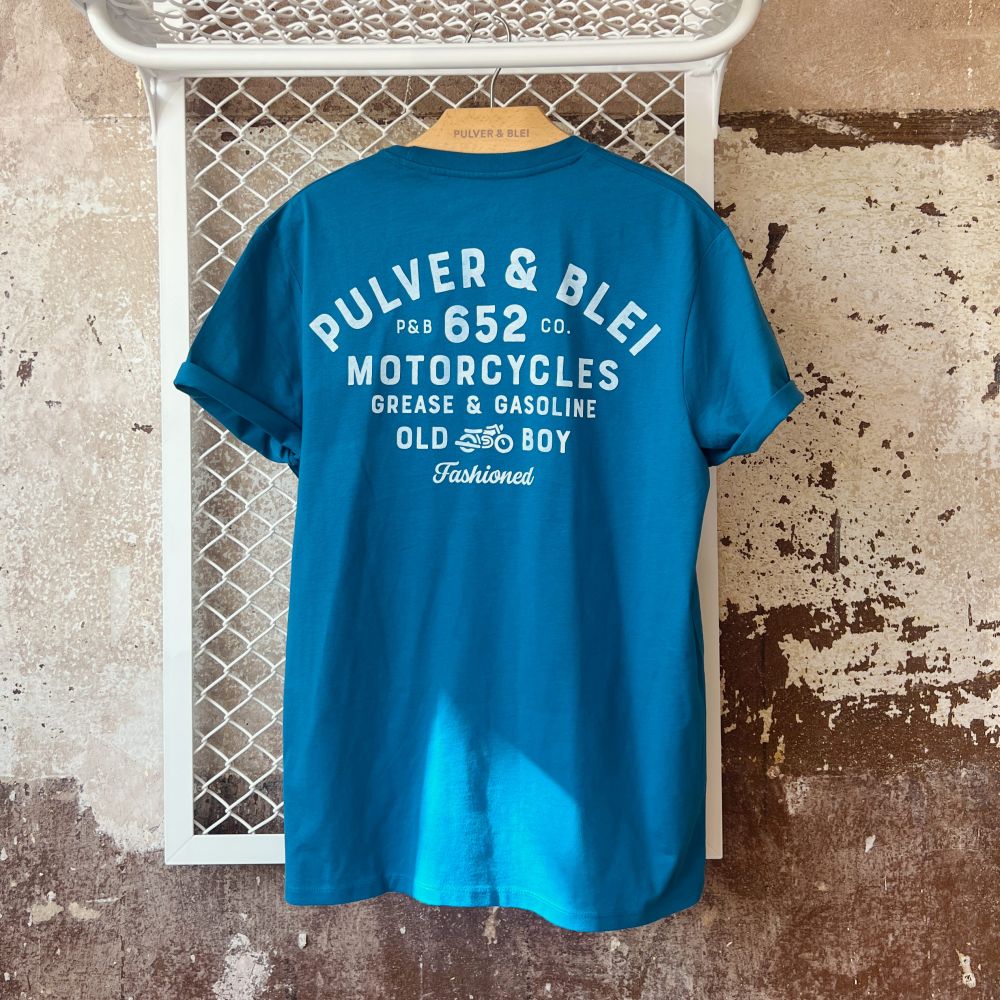 PULVER & BLEI
PULVER & BLEI
P&B 652 CO.
MOTORCYCLES
GREASE & GASOLINE
OLD BOY
Fashioned